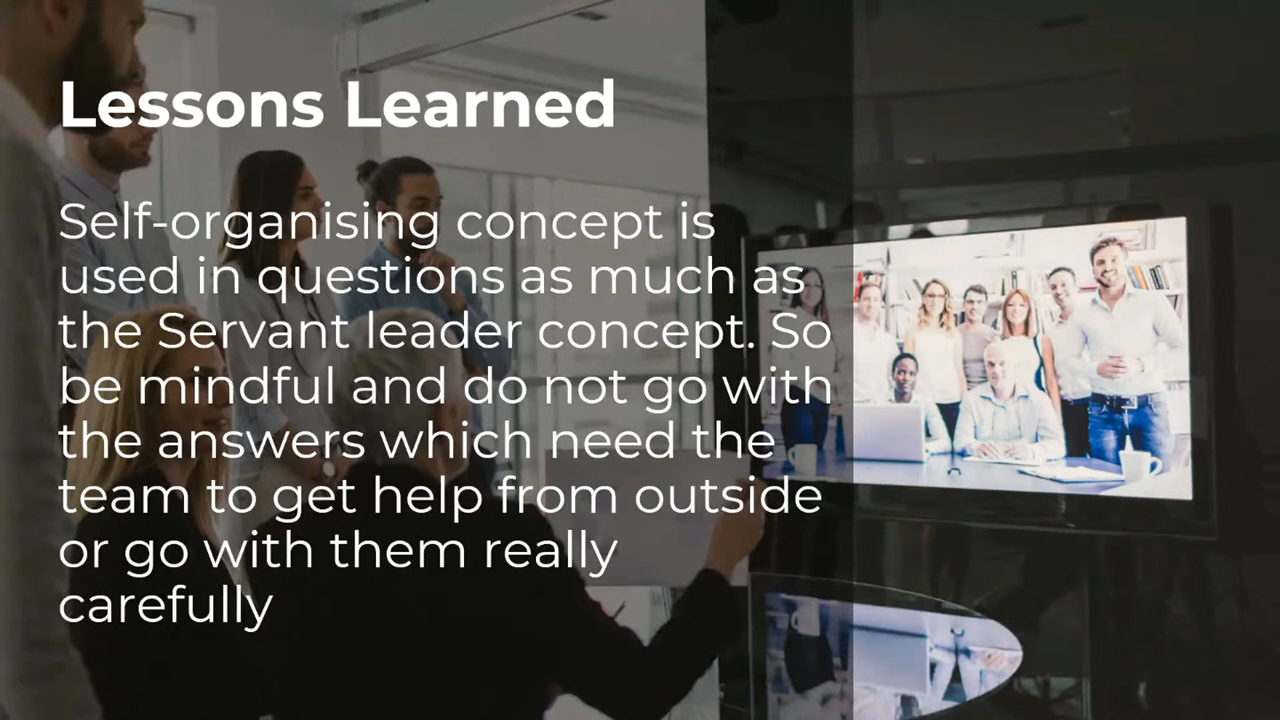 Lessons Learned
Self-organising concept is
used in questions as much as
the Servant leader concept. So
be mindful and do not go with
the answers which need the
team to get help from outside
or go with them really
carefully